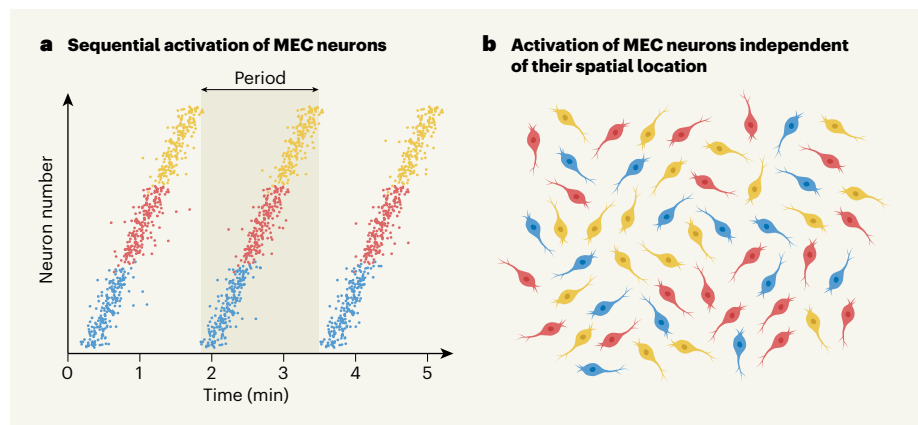 a Sequential activation of MEC neurons
Period
Neuron number
0 1 2 3 4 5
Time (min)
b Activation of MEC neurons independent
of their spatial location